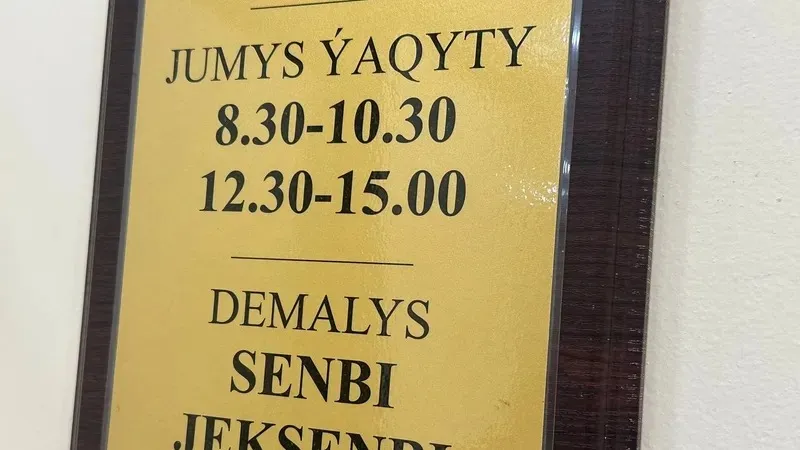 JUMYS ÝAQYTY
8.30-10.30
12.30-15.00
DEMALYS
SENBI
JEKSENBI